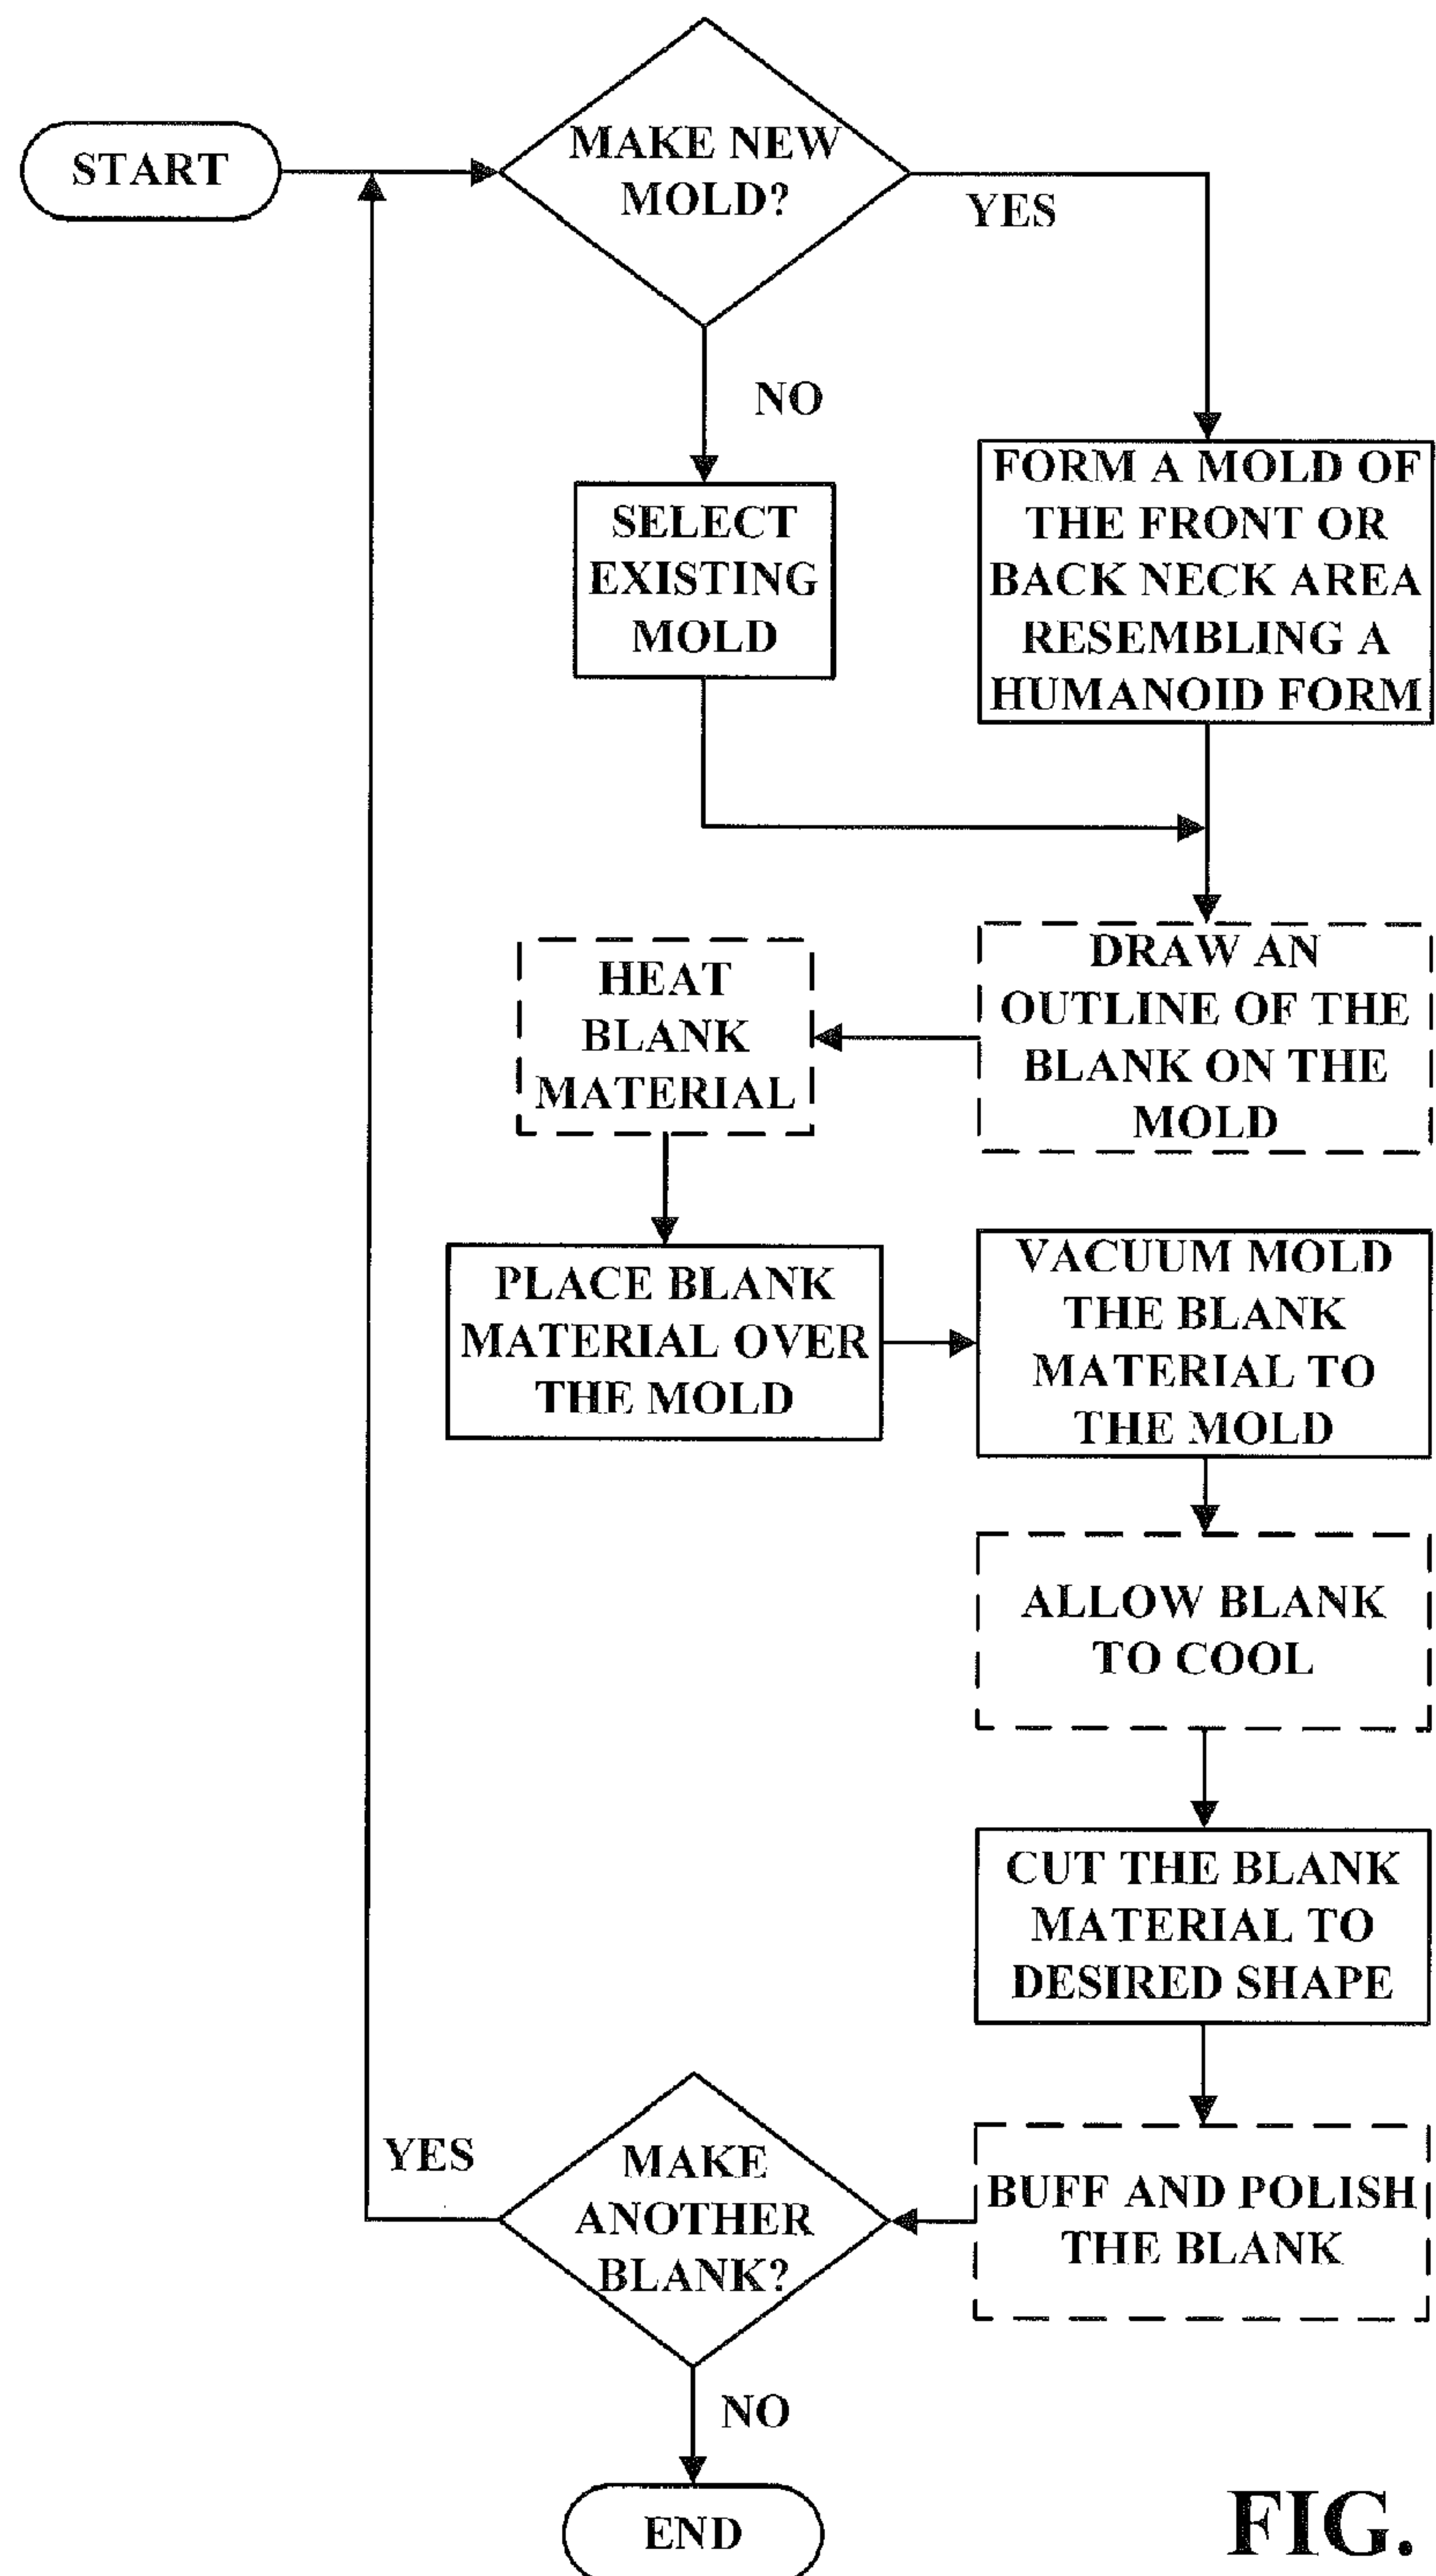 START
MAKE NEW
MOLD?
YES
NO
SELECT
EXISTING
MOLD
FORM A MOLD OF
THE FRONT OR
BACK NECK AREA
RESEMBLING A
HUMANOID FORM
DRAW AN
OUTLINE OF THE
BLANK ON THE
MOLD
HEAT
BLANK
MATERIAL
PLACE BLANK
MATERIAL OVER
THE MOLD
VACUUM MOLD
THE BLANK
MATERIAL TO
THE MOLD
ALLOW BLANK
TO COOL
CUT THE BLANK
MATERIAL TO
DESIRED SHAPE
BUFF AND POLISH
THE BLANK
MAKE
ANOTHER
BLANK?
YES
NO
END
FIG.